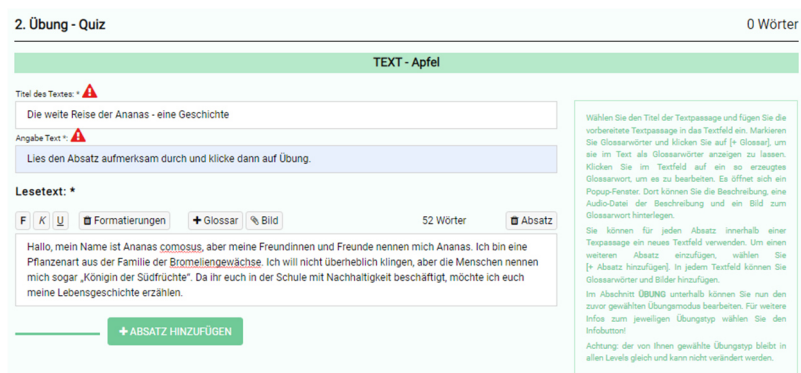 2. Übung - Quiz
0 Wörter
TEXT - Apfel
Titel des Textes: *
Die weite Reise der Ananas - eine Geschichte
Angabe Text *:
Lies den Absatz aufmerksam durch und klicke dann auf Übung.
Lesetext: *
F K U Formatierungen + Glossar Bild 52 Wörter Absatz
Hallo, mein Name ist Ananas comosus, aber meine Freundinnen und Freunde nennen mich Ananas. Ich bin eine
Pflanzenart aus der Familie der Bromeliengewächse. Ich will nicht überheblich klingen, aber die Menschen nennen
mich sogar „Königin der Südfrüchte“. Da ihr euch in der Schule mit Nachhaltigkeit beschäftigt, möchte ich euch
meine Lebensgeschichte erzählen.
+ ABSATZ HINZUFÜGEN
Wählen Sie den Titel der Textpassage und fügen Sie die
vorbereitete Textpassage in das Textfeld ein. Markieren
Sie Glossarwörter und klicken Sie auf [+ Glossar], um
sie im Text als Glossarwörter anzeigen zu lassen.
Klicken Sie im Textfeld auf ein so erzeugtes
Glossarwort, um es zu bearbeiten. Es öffnet sich ein
Popup-Fenster. Dort können Sie die Beschreibung, eine
Audio-Datei der Beschreibung und ein Bild zum
Glossarwort hinterlegen.
Sie können für jeden Absatz innerhalb einer
Texpassage ein neues Textfeld verwenden. Um einen
weiteren Absatz einzufügen, wählen Sie
[+ Absatz hinzufügen]. In jedem Textfeld können Sie
Glossarwörter und Bilder hinzufügen.
Im Abschnitt ÜBUNG unterhalb können Sie nun den
zuvor gewählten Übungsmodus bearbeiten. Für weitere
Infos zum jeweiligen Übungstyp wählen Sie den
Infobutton!
Achtung: der von Ihnen gewählte Übungstyp bleibt in
allen Levels gleich und kann nicht verändert werden.